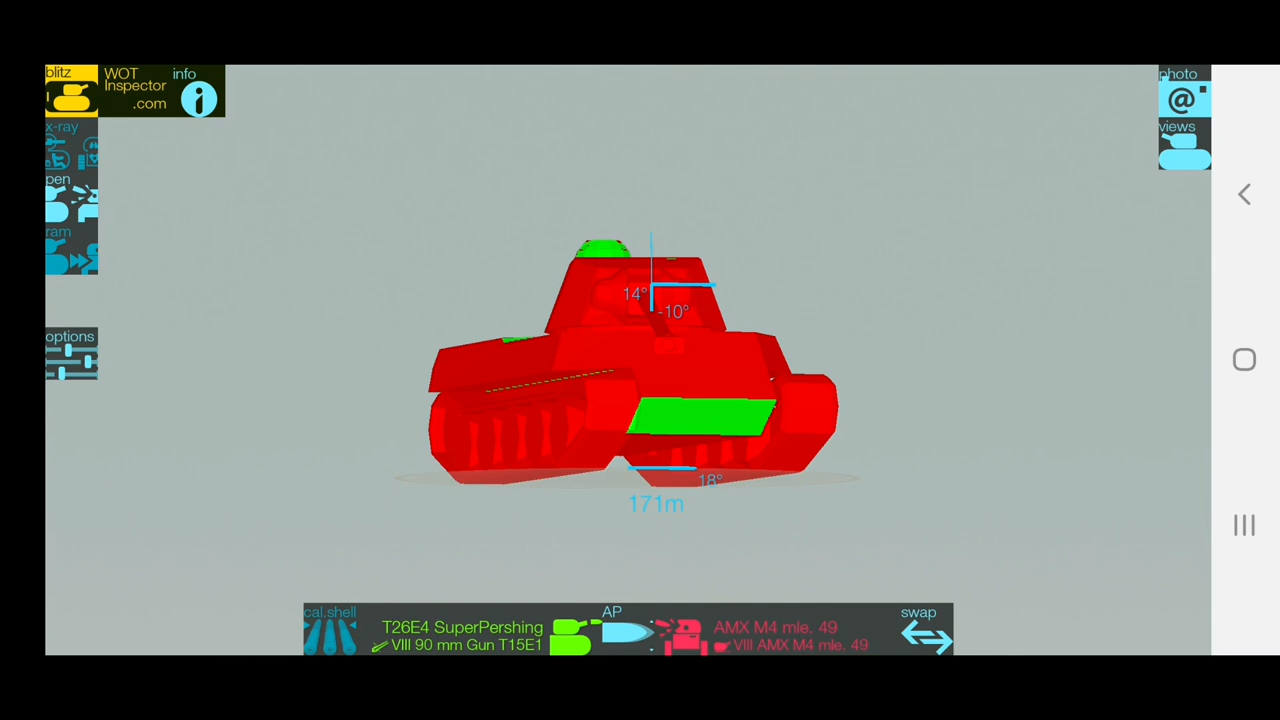 blitz
WOT
Inspector
.com
info
x-ray
pen
ram
options
photo
@
views
14°
-10°
18°
171m
cal.shell
T26E4 SuperPershing
VIII 90 mm Gun T15E1
AP
AMX M4 mle. 49
VIII AMX M4 mle. 49
swap